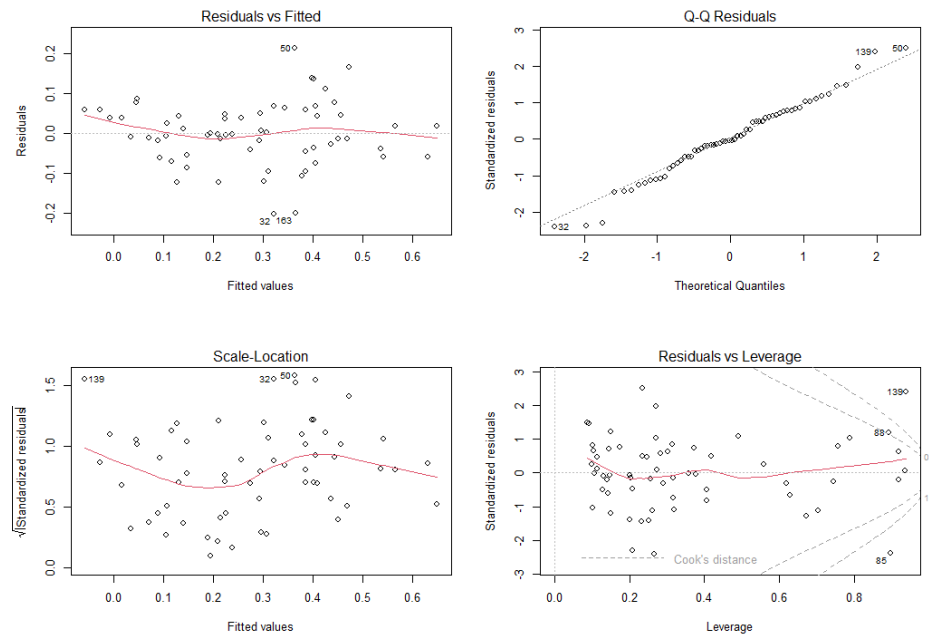 Residuals vs Fitted
Residuals
0.2
0.1
0.0
-0.2
50
32
163
0.0 0.1 0.2 0.3 0.4 0.5 0.6
Fitted values
Q-Q Residuals
Standardized residuals
3
2
1
0
-1
-2
139
50
32
-1 0 1 2
Theoretical Quantiles
Scale-Location
√|Standardized residuals|
1.5
1.0
0.5
0.0
139
32
50
0.0 0.1 0.2 0.3 0.4 0.5 0.6
Fitted values
Residuals vs Leverage
Standardized residuals
3
2
1
0
-1
-2
-3
139
88
85
0
1
Cook's distance
0.0 0.2 0.4 0.6 0.8
Leverage